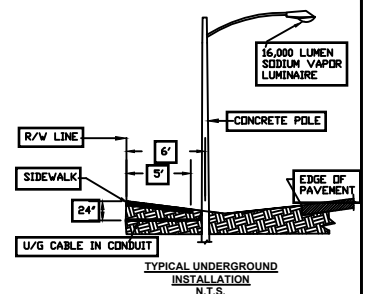 16,000 LUMEN
SODIUM VAPOR
LUMINAIRE
CONCRETE POLE
R/W LINE
6'
5'
SIDEWALK
EDGE OF
PAVEMENT
24"
U/G CABLE IN CONDUIT
TYPICAL UNDERGROUND
INSTALLATION
N.T.S.